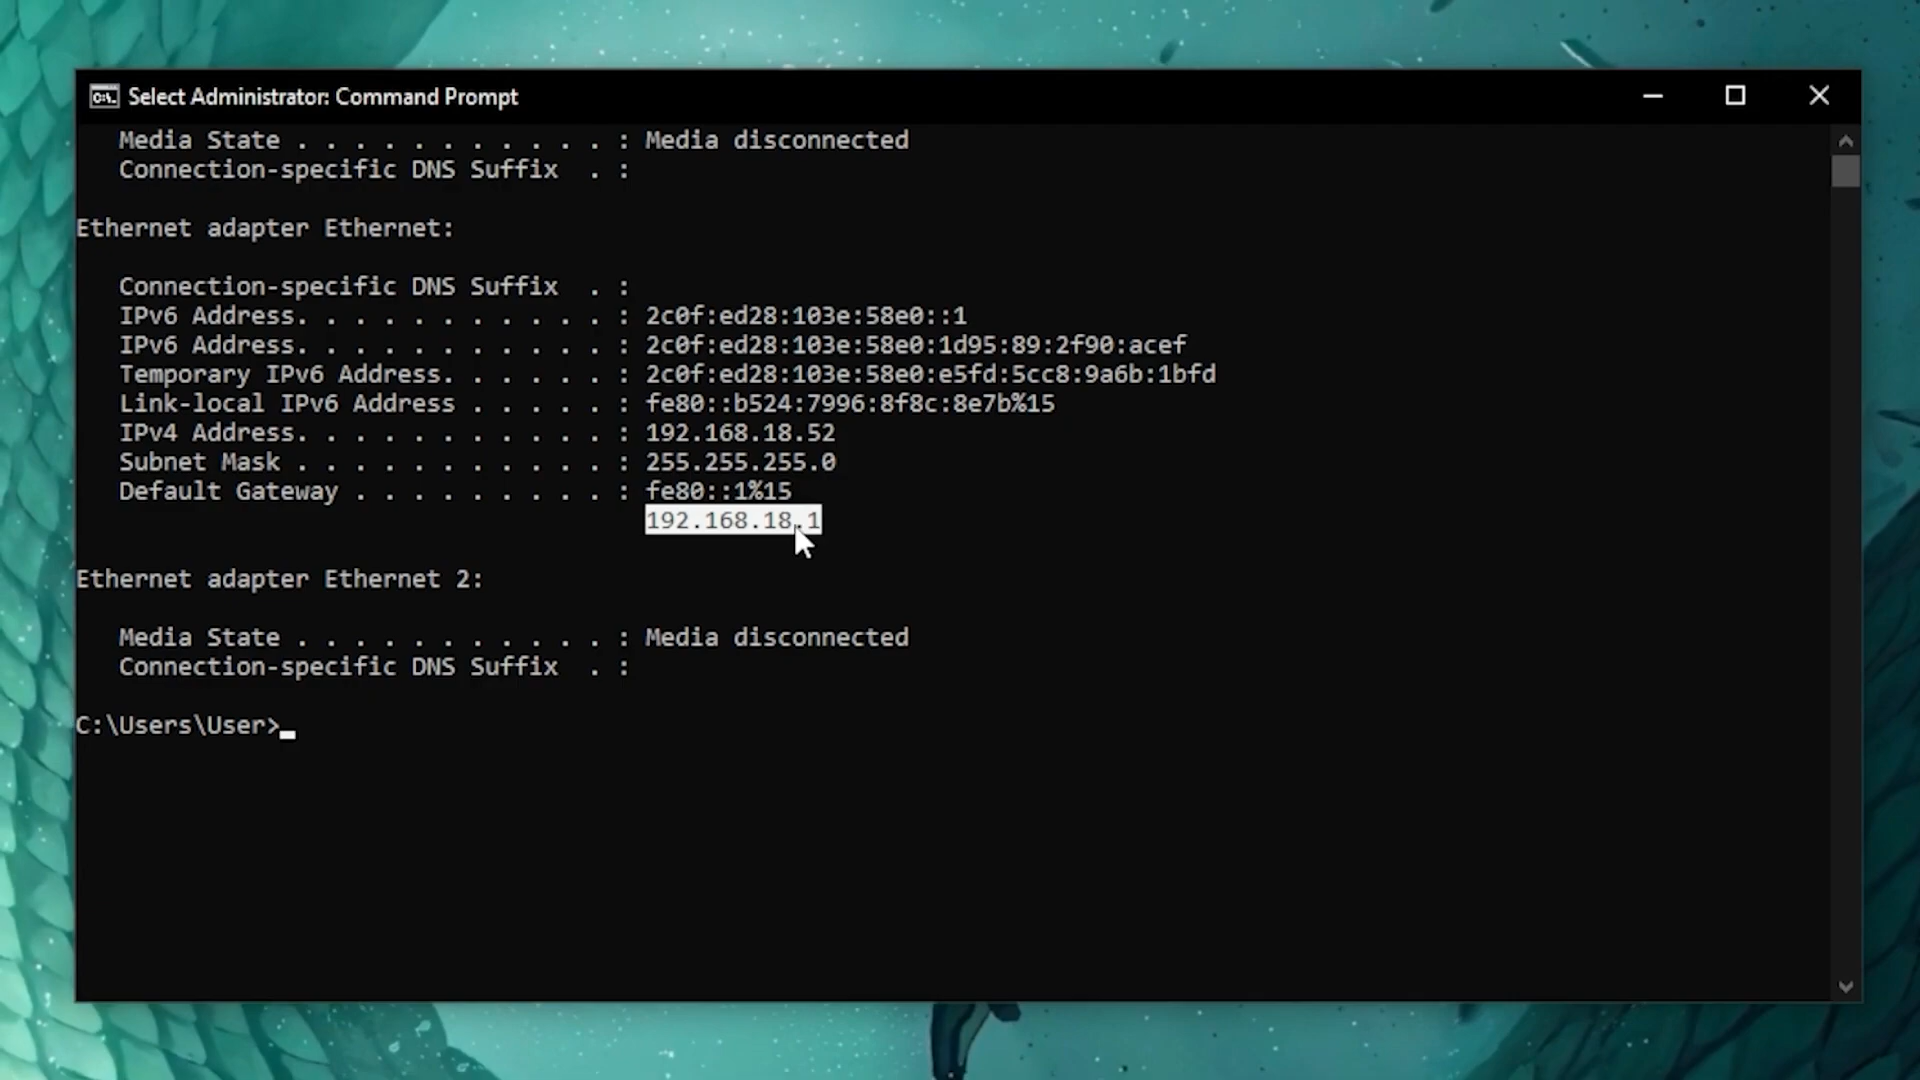 Select Administrator: Command Prompt
Media State . . . . . . . . . . . : Media disconnected
Connection-specific DNS Suffix  . :
Ethernet adapter Ethernet:
Connection-specific DNS Suffix  . :
IPv6 Address. . . . . . . . . . . : 2c0f:ed28:103e:58e0::1
IPv6 Address. . . . . . . . . . . : 2c0f:ed28:103e:58e0:1d95:89:2f90:acef
Temporary IPv6 Address. . . . . . : 2c0f:ed28:103e:58e0:e5fd:5cc8:9a6b:1bfd
Link-local IPv6 Address . . . . . : fe80::b524:7996:8f8c:8e7b%15
IPv4 Address. . . . . . . . . . . : 192.168.18.52
Subnet Mask . . . . . . . . . . . : 255.255.255.0
Default Gateway . . . . . . . . . : fe80::1%15
192.168.18.1
Ethernet adapter Ethernet 2:
Media State . . . . . . . . . . . : Media disconnected
Connection-specific DNS Suffix  . :
C:\Users\User>